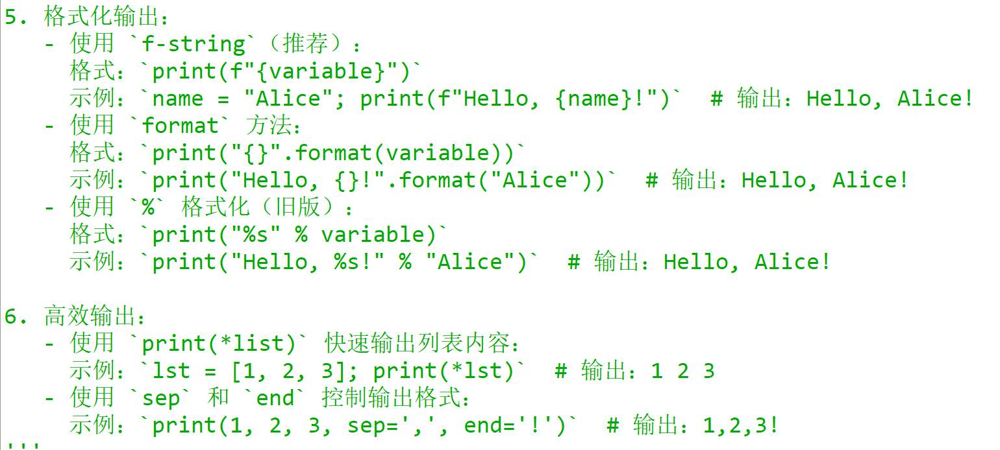 5. 格式化输出：
- 使用 `f-string`（推荐）：
格式：`print(f"{variable}")`
示例：`name = "Alice"; print(f"Hello, {name}!")`  # 输出：Hello, Alice!
- 使用 `format` 方法：
格式：`print("{}".format(variable))`
示例：`print("Hello, {}!".format("Alice"))`  # 输出：Hello, Alice!
- 使用 `%` 格式化（旧版）：
格式：`print("%s" % variable)`
示例：`print("Hello, %s!" % "Alice")`  # 输出：Hello, Alice!
6. 高效输出：
- 使用 `print(*list)` 快速输出列表内容：
示例：`lst = [1, 2, 3]; print(*lst)`  # 输出：1 2 3
- 使用 `sep` 和 `end` 控制输出格式：
示例：`print(1, 2, 3, sep=',', end='!')`  # 输出：1,2,3!
'''